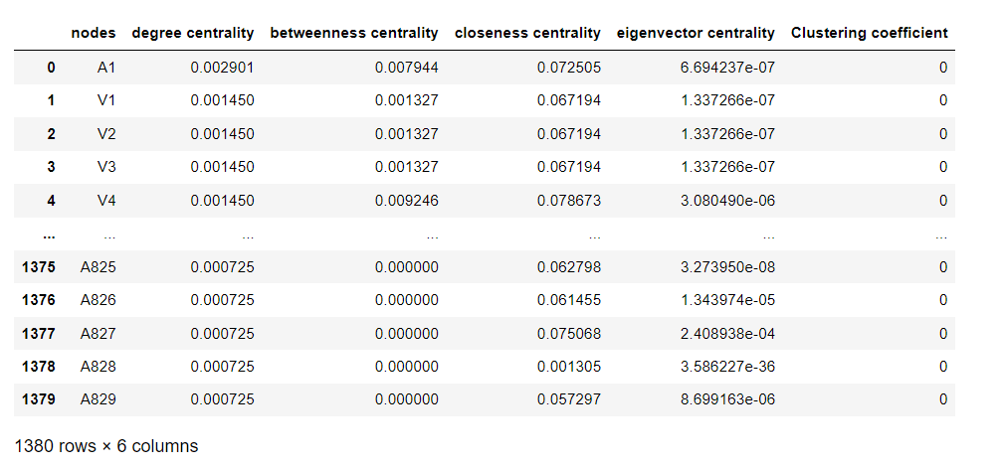 nodes degree centrality betweenness centrality closeness centrality eigenvector centrality Clustering coefficient
0 A1 0.002901 0.007944 0.072505 6.694237e-07 0
1 V1 0.001450 0.001327 0.067194 1.337266e-07 0
2 V2 0.001450 0.001327 0.067194 1.337266e-07 0
3 V3 0.001450 0.001327 0.067194 1.337266e-07 0
4 V4 0.001450 0.009246 0.078673 3.080490e-06 0
... ... ... ... ... ... ...
1375 A825 0.000725 0.000000 0.062798 3.273950e-08 0
1376 A826 0.000725 0.000000 0.061455 1.343974e-05 0
1377 A827 0.000725 0.000000 0.075068 2.408938e-04 0
1378 A828 0.000725 0.000000 0.001305 3.586227e-36 0
1379 A829 0.000725 0.000000 0.057297 8.699163e-06 0
1380 rows × 6 columns